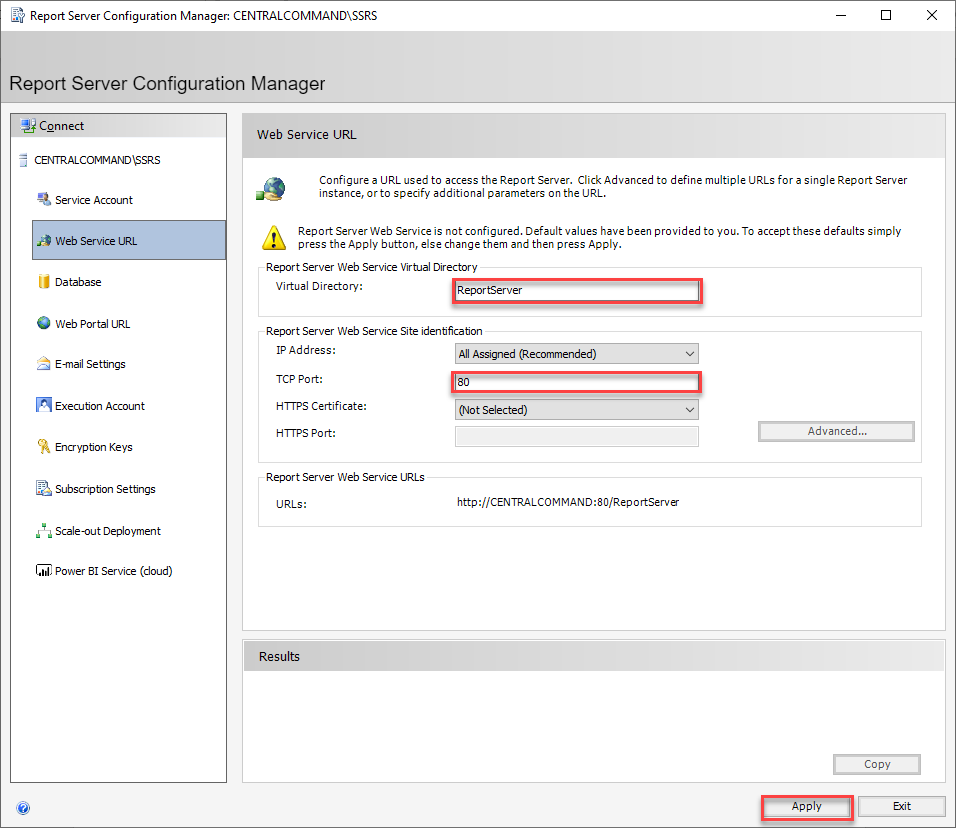 Report Server Configuration Manager: CENTRALCOMMAND\SSRS
Report Server Configuration Manager
Connect
CENTRALCOMMAND\SSRS
Service Account
Web Service URL
Database
Web Portal URL
E-mail Settings
Execution Account
Encryption Keys
Subscription Settings
Scale-out Deployment
Power BI Service (cloud)
Web Service URL
Configure a URL used to access the Report Server. Click Advanced to define multiple URLs for a single Report Server
instance, or to specify additional parameters on the URL.
Report Server Web Service is not configured. Default values have been provided to you. To accept these defaults simply
press the Apply button, else change them and then press Apply.
Report Server Web Service Virtual Directory
Virtual Directory: ReportServer
Report Server Web Service Site identification
IP Address: All Assigned (Recommended)
TCP Port: 80
HTTPS Certificate: (Not Selected)
HTTPS Port:
Advanced...
Report Server Web Service URLs
URLs: http://CENTRALCOMMAND:80/ReportServer
Results
Copy
?
Apply Exit